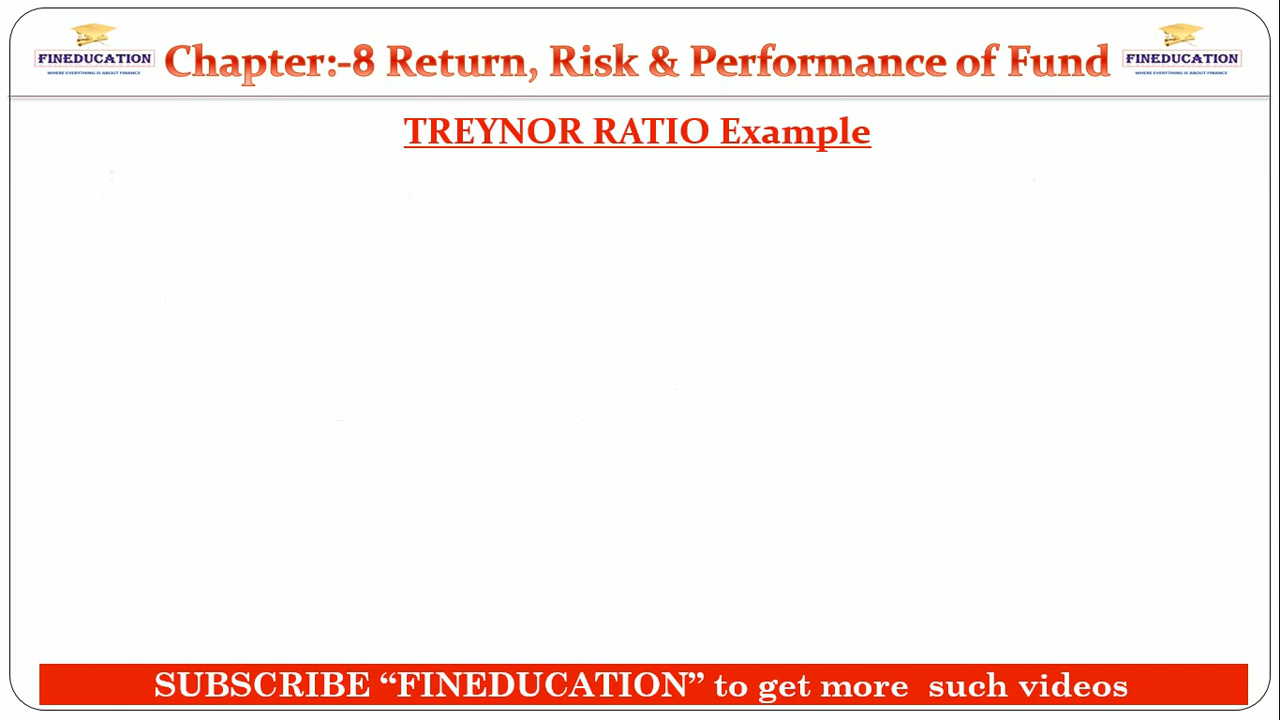 FINEDUCATION
WHERE EVERYTHING IS ABOUT FINANCE
Chapter:-8 Return, Risk & Performance of Fund
FINEDUCATION
WHERE EVERYTHING IS ABOUT FINANCE
TREYNOR RATIO Example
SUBSCRIBE “FINEDUCATION” to get more such videos